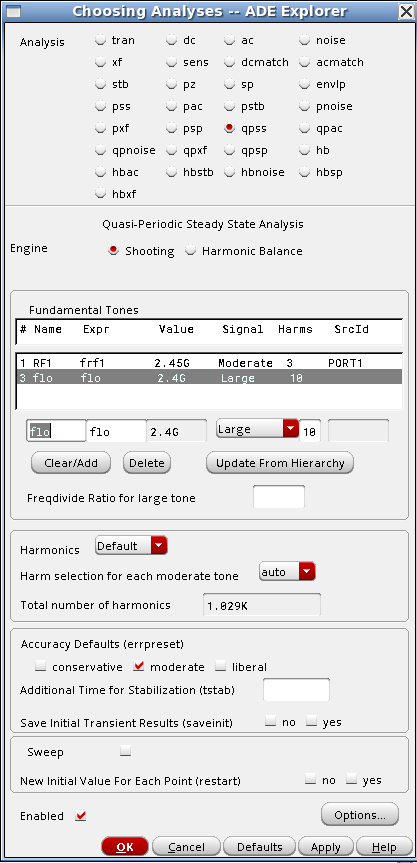 Choosing Analyses -- ADE Explorer
Analysis tran dc ac noise
xf sens dcmatch acmatch
stb pz sp envlp
pss pac pstb pnoise
pxf psp qpss qpac
qpnoise qpxf qpsp hb
hbac hbstb hbnoise hbsp
hbxf
Quasi-Periodic Steady State Analysis
Engine Shooting Harmonic Balance
Fundamental Tones
# Name Expr Value Signal Harms SrcId
1 RF1 frf1 2.45G Moderate 3 PORT1
3 flo flo 2.4G Large 10
flo flo 2.4G Large 10
Clear/Add Delete Update From Hierarchy
Freqdivide Ratio for large tone
Harmonics Default
Harm selection for each moderate tone auto
Total number of harmonics 1.029K
Accuracy Defaults (errpreset)
conservative moderate liberal
Additional Time for Stabilization (tstab)
Save Initial Transient Results (saveinit) no yes
Sweep
New Initial Value For Each Point (restart) no yes
Enabled Options...
OK Cancel Defaults Apply Help